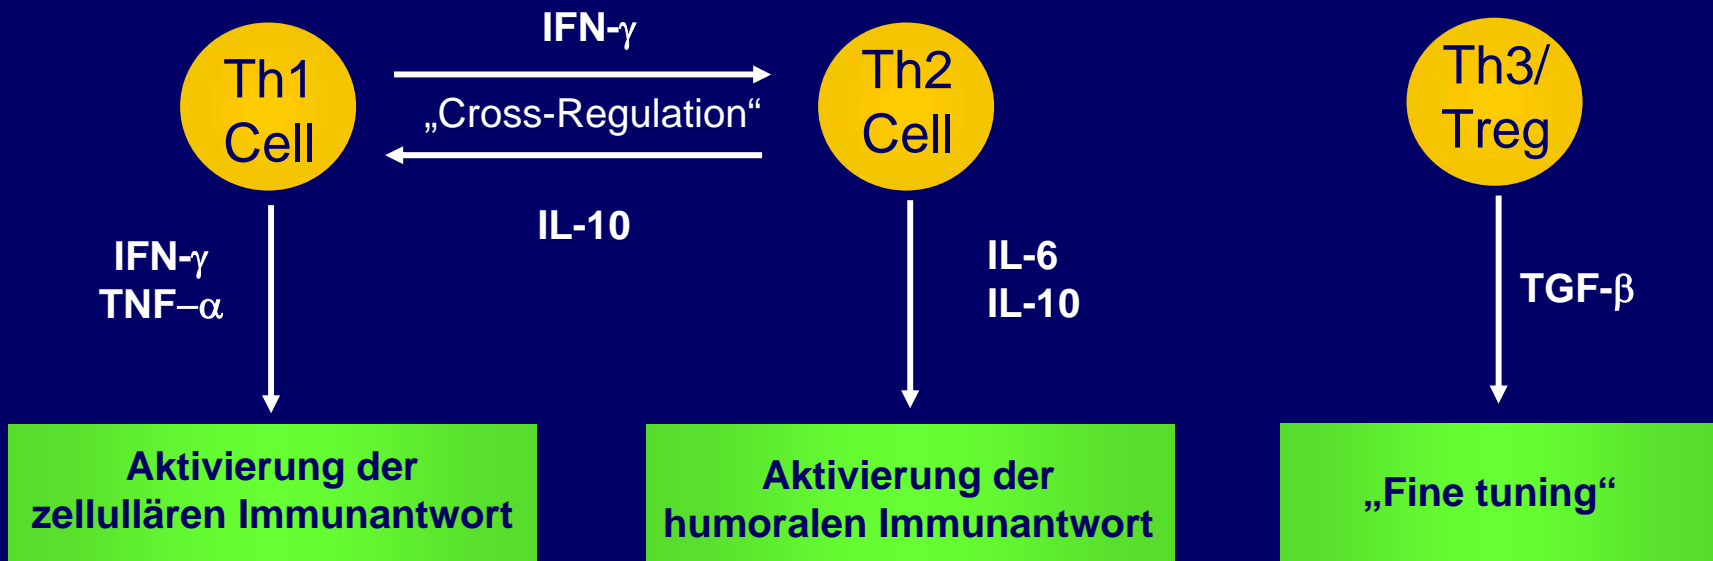 IFN-γ
Th1
Cell
„Cross-Regulation“
Th2
Cell
Th3/
Treg
IL-10
IFN-γ
TNF–α
IL-6
IL-10
TGF-β
Aktivierung der
zellullären Immunantwort
Aktivierung der
humoralen Immunantwort
„Fine tuning“